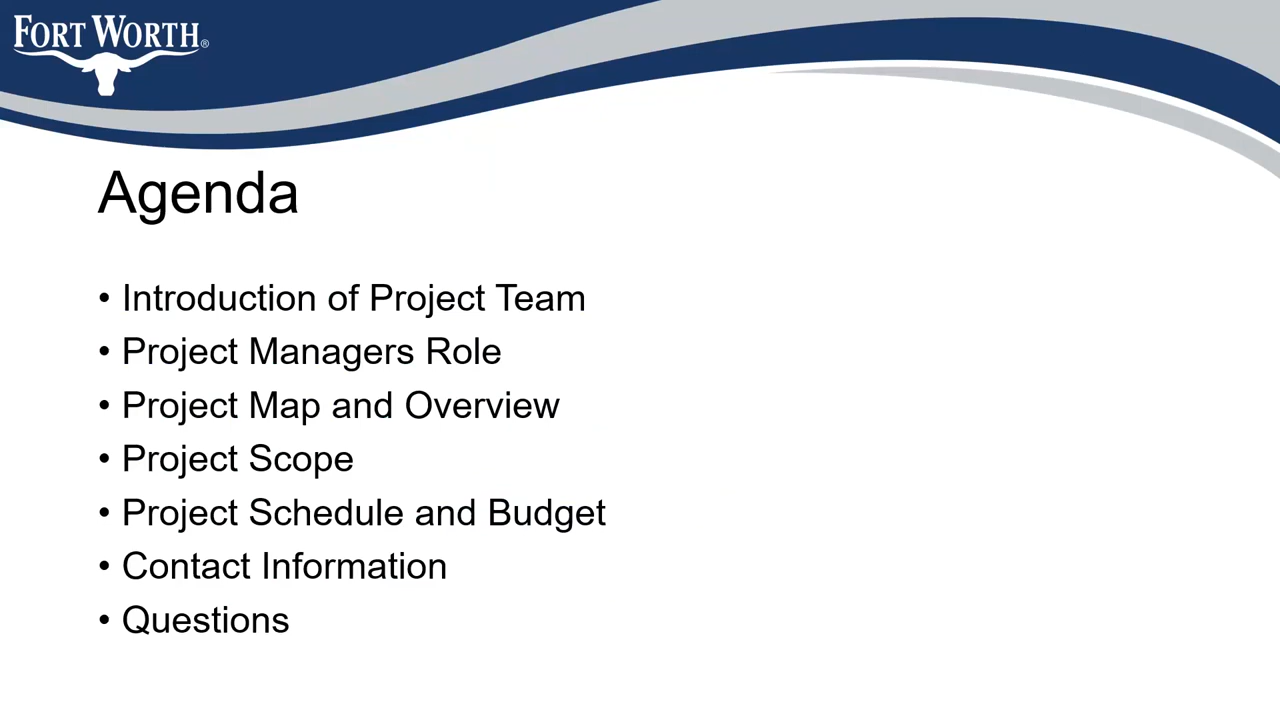 FORT WORTH®
Agenda
• Introduction of Project Team
• Project Managers Role
• Project Map and Overview
• Project Scope
• Project Schedule and Budget
• Contact Information
• Questions